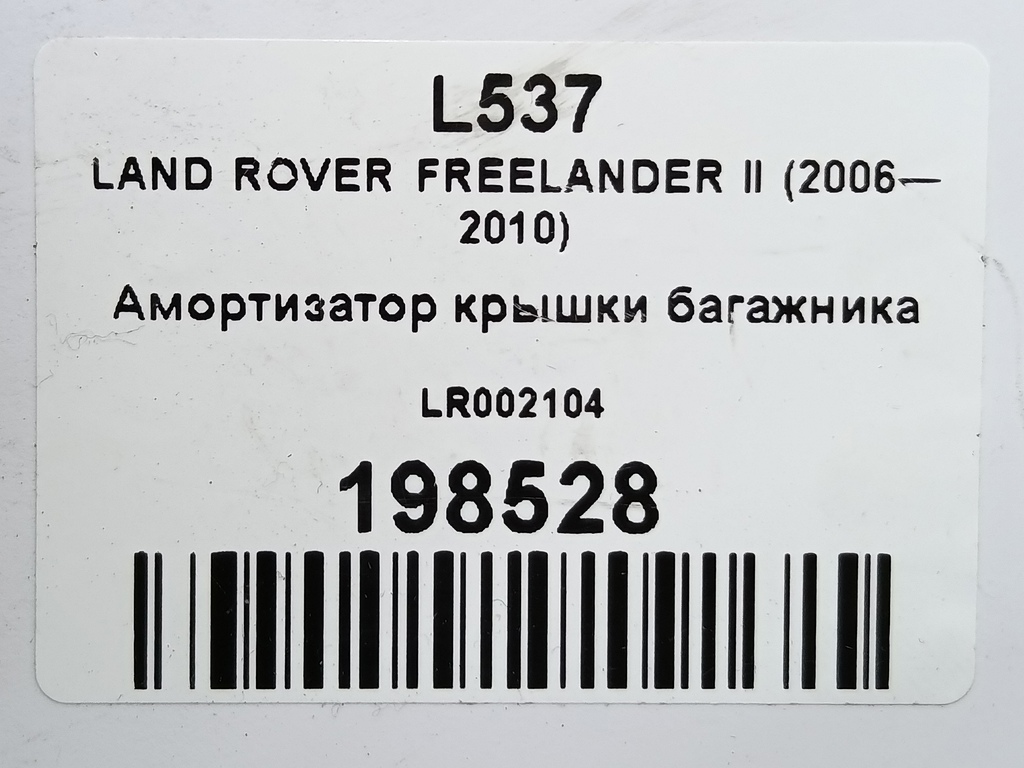 L537
LAND ROVER FREELANDER II (2006—
2010)
Амортизатор крышки багажника
LR002104
198528